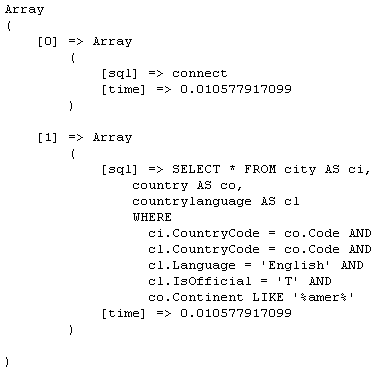 Array
(
    [0] => Array
        (
            [sql] => connect
            [time] => 0.010577917099
        )

    [1] => Array
        (
            [sql] => SELECT * FROM city AS ci,
                country AS co,
                countrylanguage AS cl
                WHERE
                  ci.CountryCode = co.Code AND
                  cl.CountryCode = co.Code AND
                  cl.Language = 'English' AND
                  cl.IsOfficial = 'T' AND
                  co.Continent LIKE '%amer%'
            [time] => 0.010577917099
        )

)